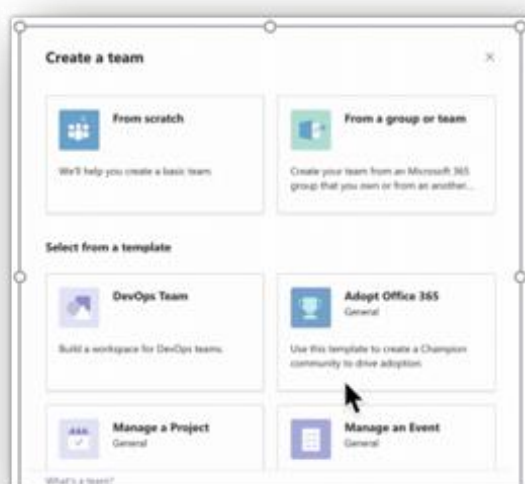 Create a team
From scratch
We'll help you create a basic team
From a group or team
Create your team from an Microsoft 365
group that you own or from an another...
Select from a template
DevOps Team
Build a workspace for DevOps teams.
Adopt Office 365
General
Use this template to create a Champion
community to drive adoption
Manage a Project
General
Manage an Event
General
What's a team?